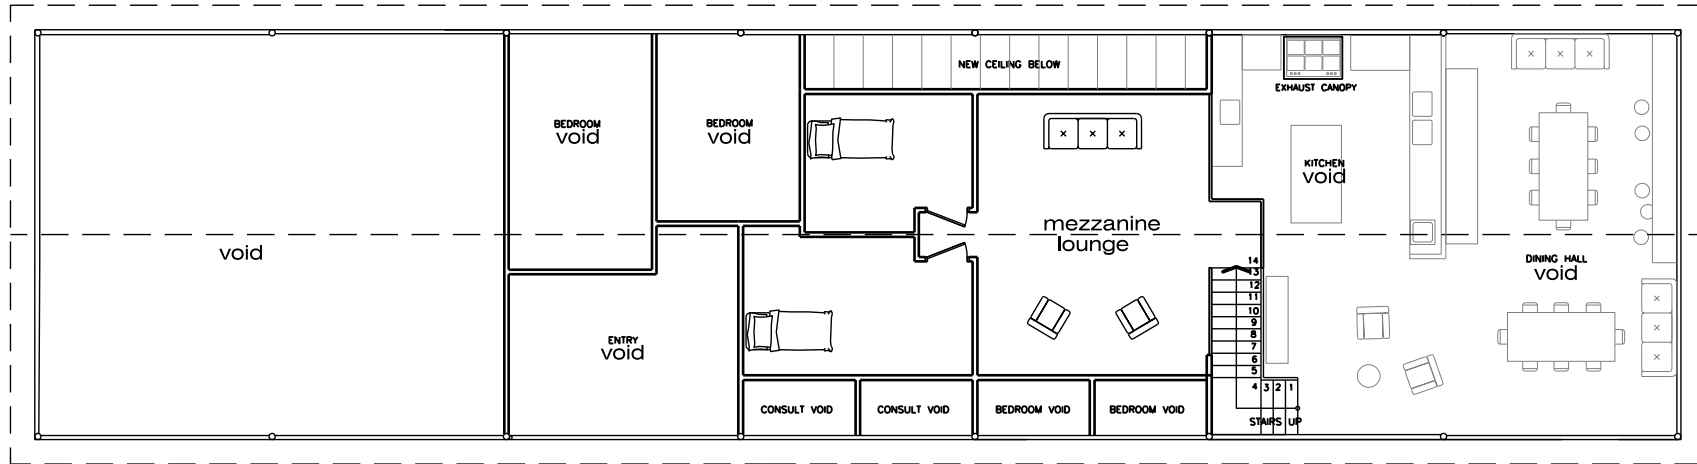 NEW CEILING BELOW
EXHAUST CANOPY
BEDROOM
void
BEDROOM
void
KITCHEN
void
mezzanine
lounge
void
DINING HALL
void
ENTRY
void
14
13
12
11
10
9
8
7
6
5
4 3 2 1
CONSULT VOID
CONSULT VOID
BEDROOM VOID
BEDROOM VOID
STAIRS UP